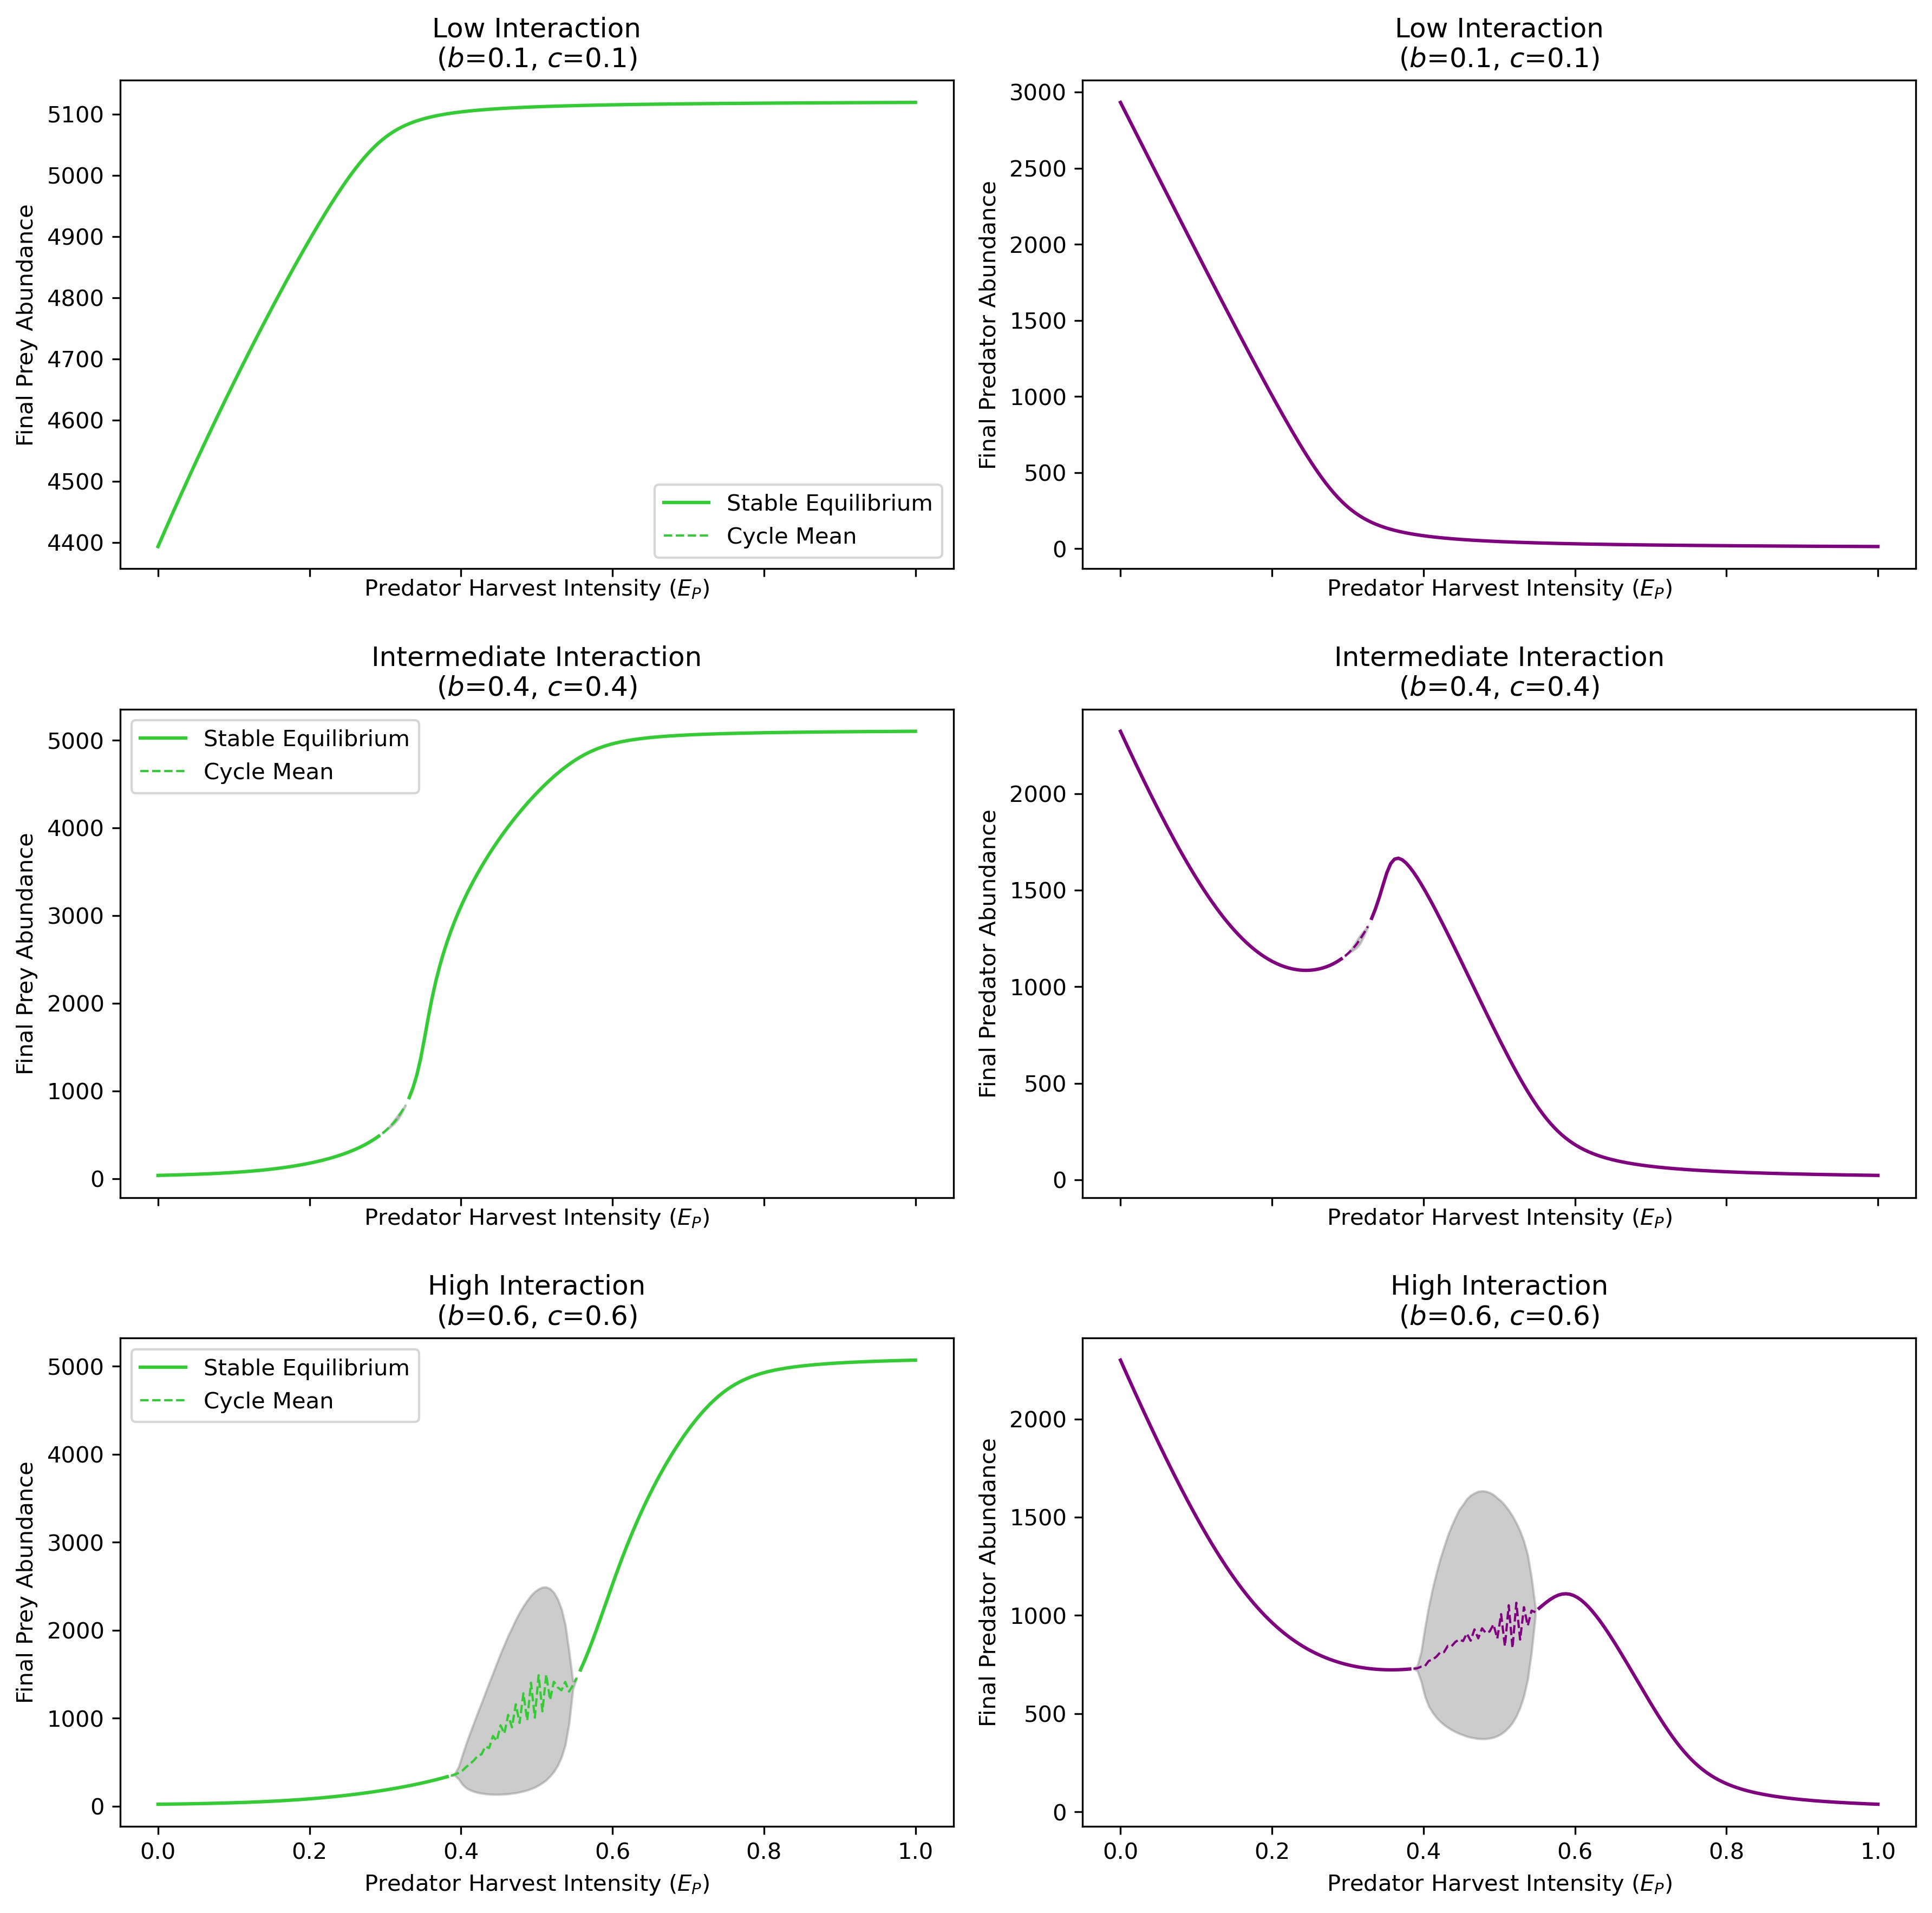 Low Interaction
(b=0.1, c=0.1)
Final Prey Abundance
5100
5000
4900
4800
4700
4600
4500
4400
Stable Equilibrium
Cycle Mean
Predator Harvest Intensity (E_P)
Low Interaction
(b=0.1, c=0.1)
Final Predator Abundance
3000
2500
2000
1500
1000
500
0
Predator Harvest Intensity (E_P)
Intermediate Interaction
(b=0.4, c=0.4)
Final Prey Abundance
5000
4000
3000
2000
1000
0
Stable Equilibrium
Cycle Mean
Predator Harvest Intensity (E_P)
Intermediate Interaction
(b=0.4, c=0.4)
Final Predator Abundance
2000
1500
1000
500
0
Predator Harvest Intensity (E_P)
High Interaction
(b=0.6, c=0.6)
Final Prey Abundance
5000
4000
3000
2000
1000
0
Stable Equilibrium
Cycle Mean
0.0 0.2 0.4 0.6 0.8 1.0
Predator Harvest Intensity (E_P)
High Interaction
(b=0.6, c=0.6)
Final Predator Abundance
2000
1500
1000
500
0
0.0 0.2 0.4 0.6 0.8 1.0
Predator Harvest Intensity (E_P)